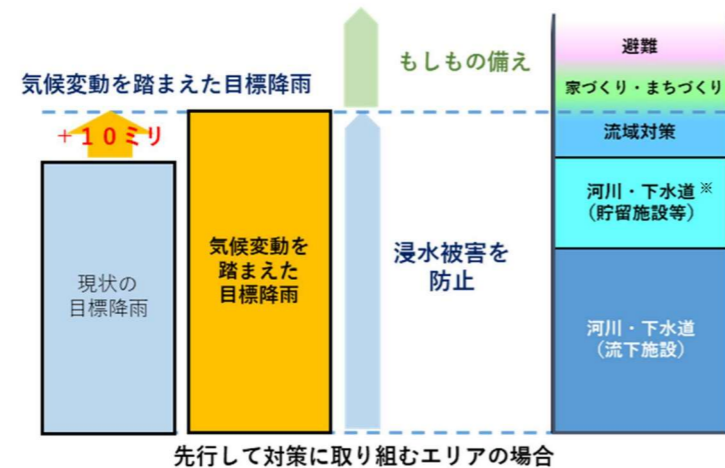 気候変動を踏まえた目標降雨
＋１０ミリ
現状の
目標降雨
気候変動を
踏まえた
目標降雨
もしもの備え
浸水被害を
防止
避難
家づくり・まちづくり
流域対策
河川・下水道※
（貯留施設等）
河川・下水道
（流下施設）
先行して対策に取り組むエリアの場合